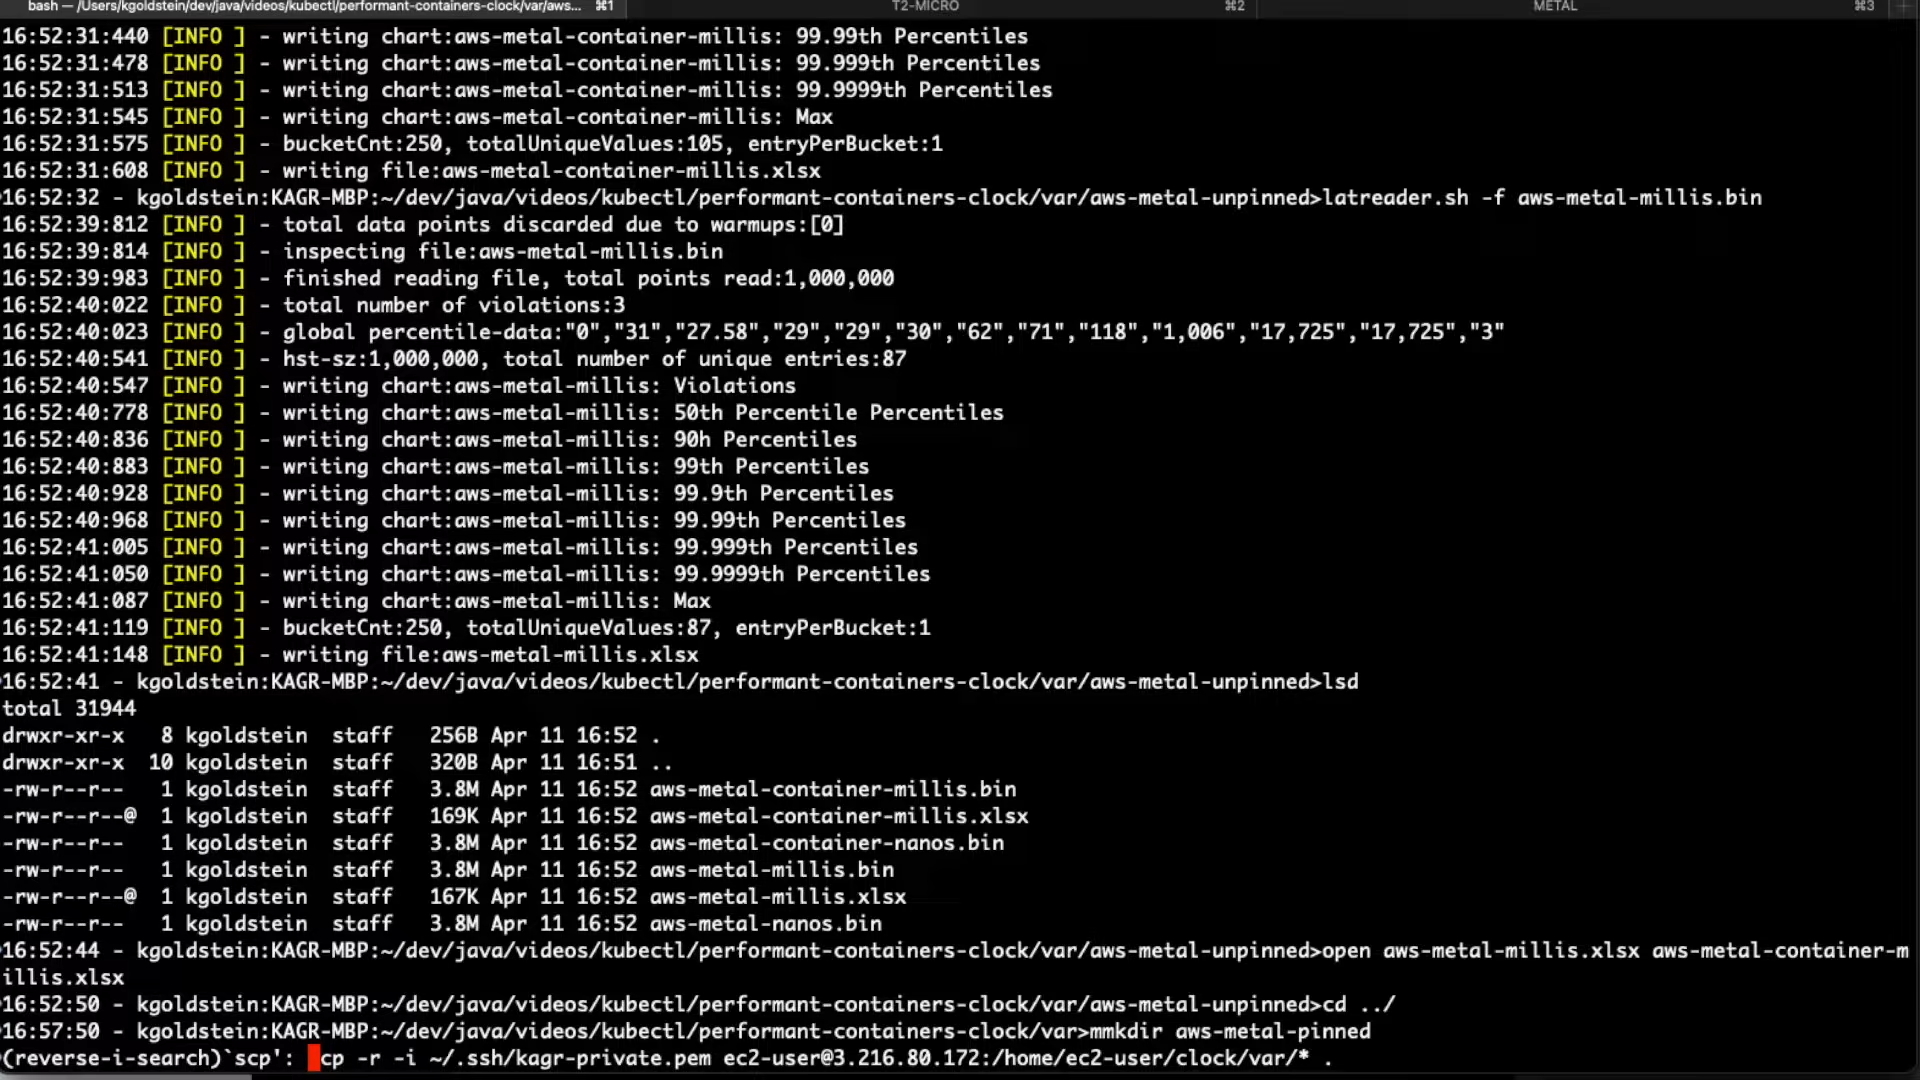 bash — /Users/kgoldstein/dev/java/videos/kubectl/performant-containers-clock/var/aws... ⌘1 T2-MICRO ⌘2 METAL ⌘3
16:52:31:440 [INFO ] - writing chart:aws-metal-container-millis: 99.99th Percentiles
16:52:31:478 [INFO ] - writing chart:aws-metal-container-millis: 99.999th Percentiles
16:52:31:513 [INFO ] - writing chart:aws-metal-container-millis: 99.9999th Percentiles
16:52:31:545 [INFO ] - writing chart:aws-metal-container-millis: Max
16:52:31:575 [INFO ] - bucketCnt:250, totalUniqueValues:105, entryPerBucket:1
16:52:31:608 [INFO ] - writing file:aws-metal-container-millis.xlsx
16:52:32 - kgoldstein:KAGR-MBP:~/dev/java/videos/kubectl/performant-containers-clock/var/aws-metal-unpinned>latreader.sh -f aws-metal-millis.bin
16:52:39:812 [INFO ] - total data points discarded due to warmups:[0]
16:52:39:814 [INFO ] - inspecting file:aws-metal-millis.bin
16:52:39:983 [INFO ] - finished reading file, total points read:1,000,000
16:52:40:022 [INFO ] - total number of violations:3
16:52:40:023 [INFO ] - global percentile-data:"0","31","27.58","29","29","30","62","71","118","1,006","17,725","17,725","3"
16:52:40:541 [INFO ] - hst-sz:1,000,000, total number of unique entries:87
16:52:40:547 [INFO ] - writing chart:aws-metal-millis: Violations
16:52:40:778 [INFO ] - writing chart:aws-metal-millis: 50th Percentile Percentiles
16:52:40:836 [INFO ] - writing chart:aws-metal-millis: 90h Percentiles
16:52:40:883 [INFO ] - writing chart:aws-metal-millis: 99th Percentiles
16:52:40:928 [INFO ] - writing chart:aws-metal-millis: 99.9th Percentiles
16:52:40:968 [INFO ] - writing chart:aws-metal-millis: 99.99th Percentiles
16:52:41:005 [INFO ] - writing chart:aws-metal-millis: 99.999th Percentiles
16:52:41:050 [INFO ] - writing chart:aws-metal-millis: 99.9999th Percentiles
16:52:41:087 [INFO ] - writing chart:aws-metal-millis: Max
16:52:41:119 [INFO ] - bucketCnt:250, totalUniqueValues:87, entryPerBucket:1
16:52:41:148 [INFO ] - writing file:aws-metal-millis.xlsx
16:52:41 - kgoldstein:KAGR-MBP:~/dev/java/videos/kubectl/performant-containers-clock/var/aws-metal-unpinned>lsd
total 31944
drwxr-xr-x   8 kgoldstein  staff   256B Apr 11 16:52 .
drwxr-xr-x  10 kgoldstein  staff   320B Apr 11 16:51 ..
-rw-r--r--   1 kgoldstein  staff   3.8M Apr 11 16:52 aws-metal-container-millis.bin
-rw-r--r--@  1 kgoldstein  staff   169K Apr 11 16:52 aws-metal-container-millis.xlsx
-rw-r--r--   1 kgoldstein  staff   3.8M Apr 11 16:52 aws-metal-container-nanos.bin
-rw-r--r--   1 kgoldstein  staff   3.8M Apr 11 16:52 aws-metal-millis.bin
-rw-r--r--@  1 kgoldstein  staff   167K Apr 11 16:52 aws-metal-millis.xlsx
-rw-r--r--   1 kgoldstein  staff   3.8M Apr 11 16:52 aws-metal-nanos.bin
16:52:44 - kgoldstein:KAGR-MBP:~/dev/java/videos/kubectl/performant-containers-clock/var/aws-metal-unpinned>open aws-metal-millis.xlsx aws-metal-container-m
illis.xlsx
16:52:50 - kgoldstein:KAGR-MBP:~/dev/java/videos/kubectl/performant-containers-clock/var/aws-metal-unpinned>cd ../
16:57:50 - kgoldstein:KAGR-MBP:~/dev/java/videos/kubectl/performant-containers-clock/var>mmkdir aws-metal-pinned
(reverse-i-search)`scp': cp -r -i ~/.ssh/kagr-private.pem ec2-user@3.216.80.172:/home/ec2-user/clock/var/* .